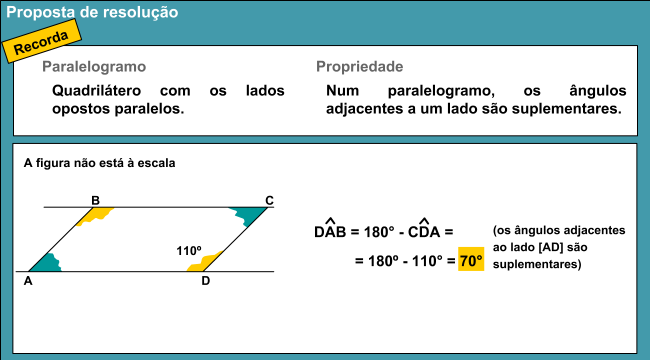 Proposta de resolução
Recorda
Paralelogramo
Quadrilátero com os lados
opostos paralelos.
Propriedade
Num paralelogramo, os ângulos
adjacentes a um lado são suplementares.
A figura não está à escala
B
C
110º
A
D
DÂB = 180° - CD̂A =
= 180º - 110° = 70°
(os ângulos adjacentes
ao lado [AD] são
suplementares)